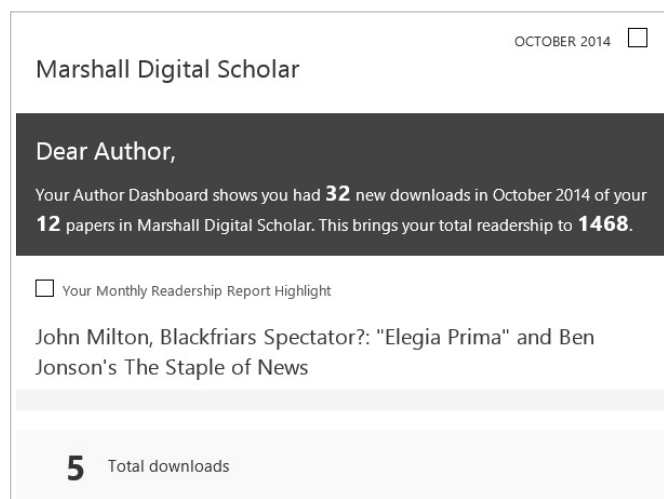 OCTOBER 2014
Marshall Digital Scholar
Dear Author,
Your Author Dashboard shows you had 32 new downloads in October 2014 of your
12 papers in Marshall Digital Scholar. This brings your total readership to 1468.
Your Monthly Readership Report Highlight
John Milton, Blackfriars Spectator?: "Elegia Prima" and Ben
Jonson's The Staple of News
5 Total downloads